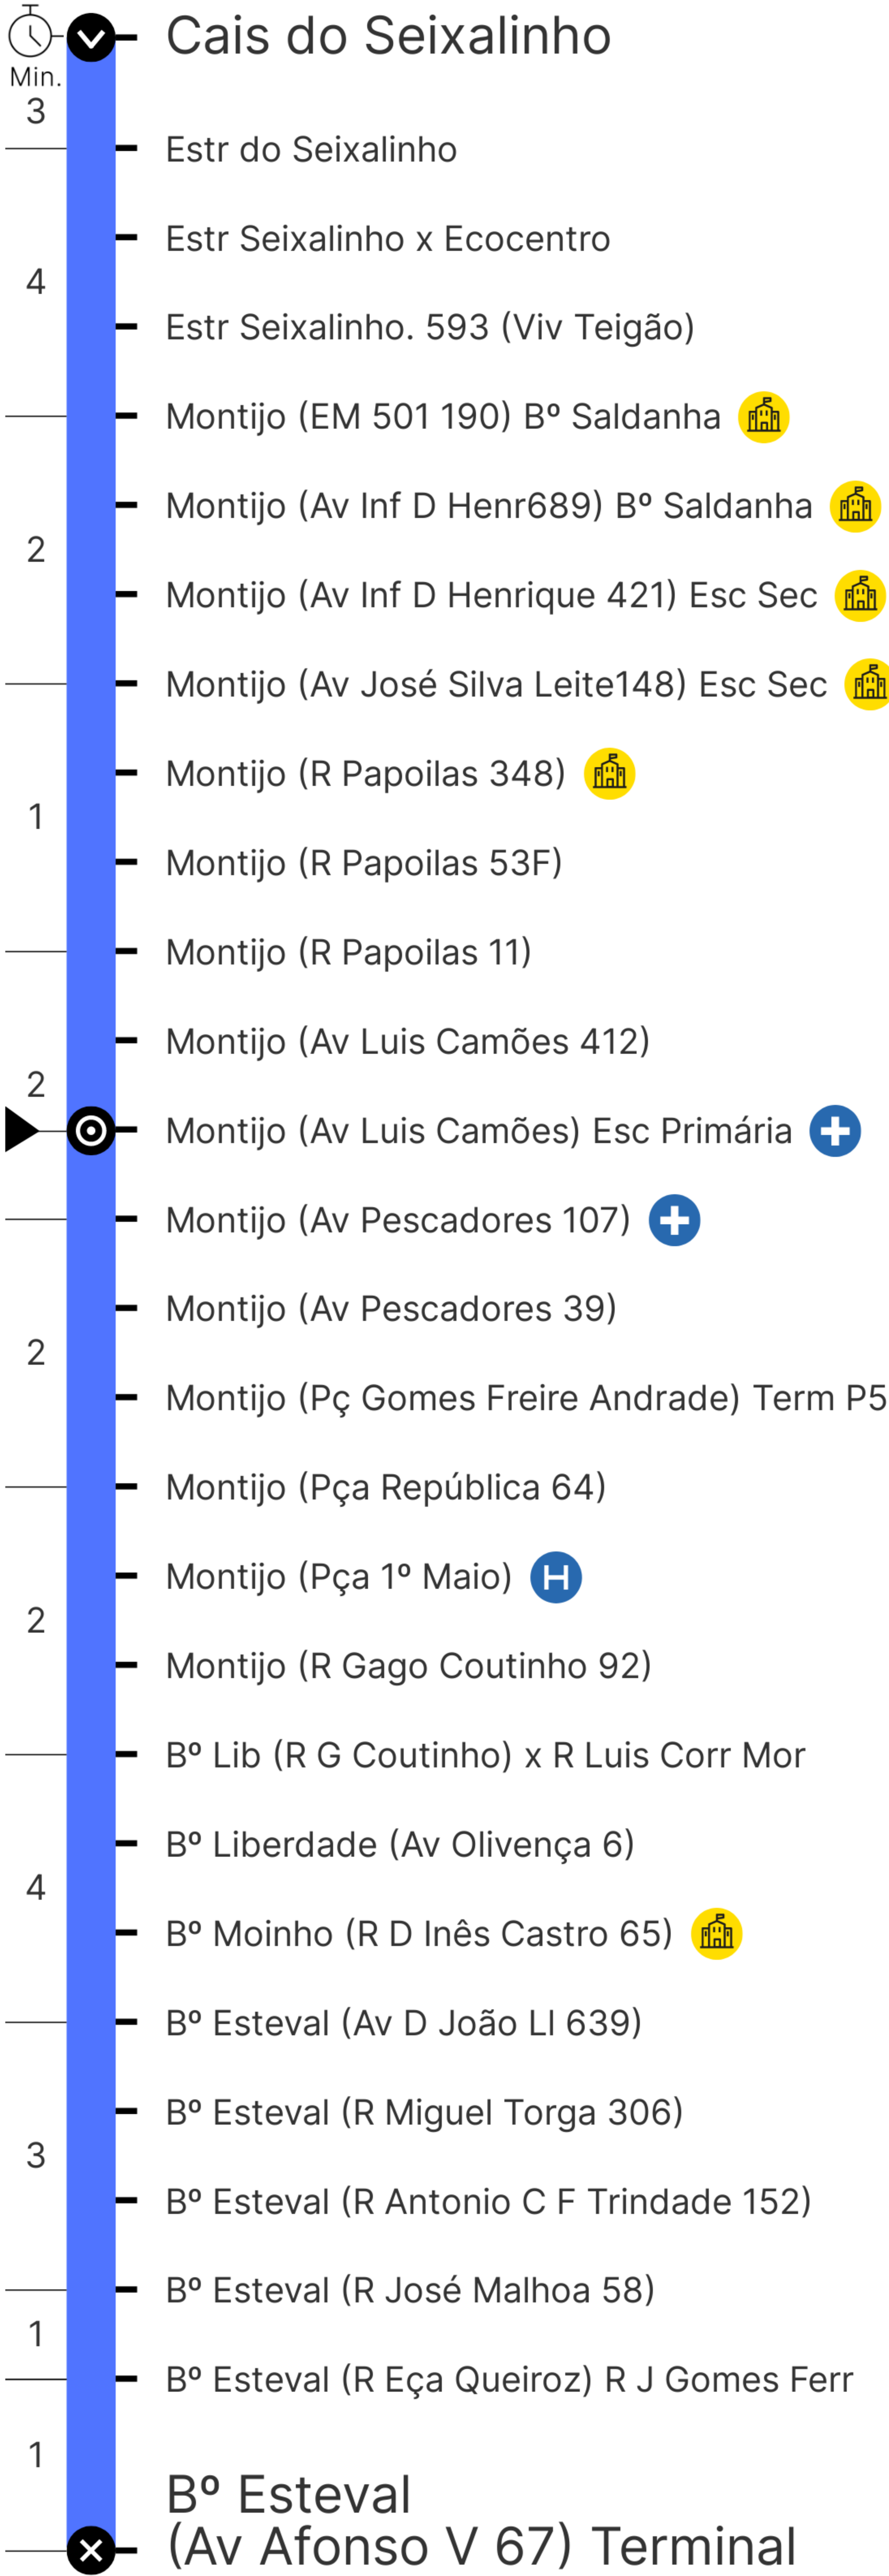 Cais do Seixalinho
Min.
3
Estr do Seixalinho
Estr Seixalinho x Ecocentro
4
Estr Seixalinho. 593 (Viv Teigão)
Montijo (EM 501 190) Bº Saldanha
Montijo (Av Inf D Henr689) Bº Saldanha
2
Montijo (Av Inf D Henrique 421) Esc Sec
Montijo (Av José Silva Leite148) Esc Sec
Montijo (R Papoilas 348)
1
Montijo (R Papoilas 53F)
Montijo (R Papoilas 11)
Montijo (Av Luis Camões 412)
2
Montijo (Av Luis Camões) Esc Primária
Montijo (Av Pescadores 107)
Montijo (Av Pescadores 39)
2
Montijo (Pç Gomes Freire Andrade) Term P5
Montijo (Pça República 64)
Montijo (Pça 1º Maio) H
2
Montijo (R Gago Coutinho 92)
Bº Lib (R G Coutinho) x R Luis Corr Mor
Bº Liberdade (Av Olivença 6)
4
Bº Moinho (R D Inês Castro 65)
Bº Esteval (Av D João LI 639)
Bº Esteval (R Miguel Torga 306)
3
Bº Esteval (R Antonio C F Trindade 152)
Bº Esteval (R José Malhoa 58)
1
Bº Esteval (R Eça Queiroz) R J Gomes Ferr
1
Bº Esteval
(Av Afonso V 67) Terminal